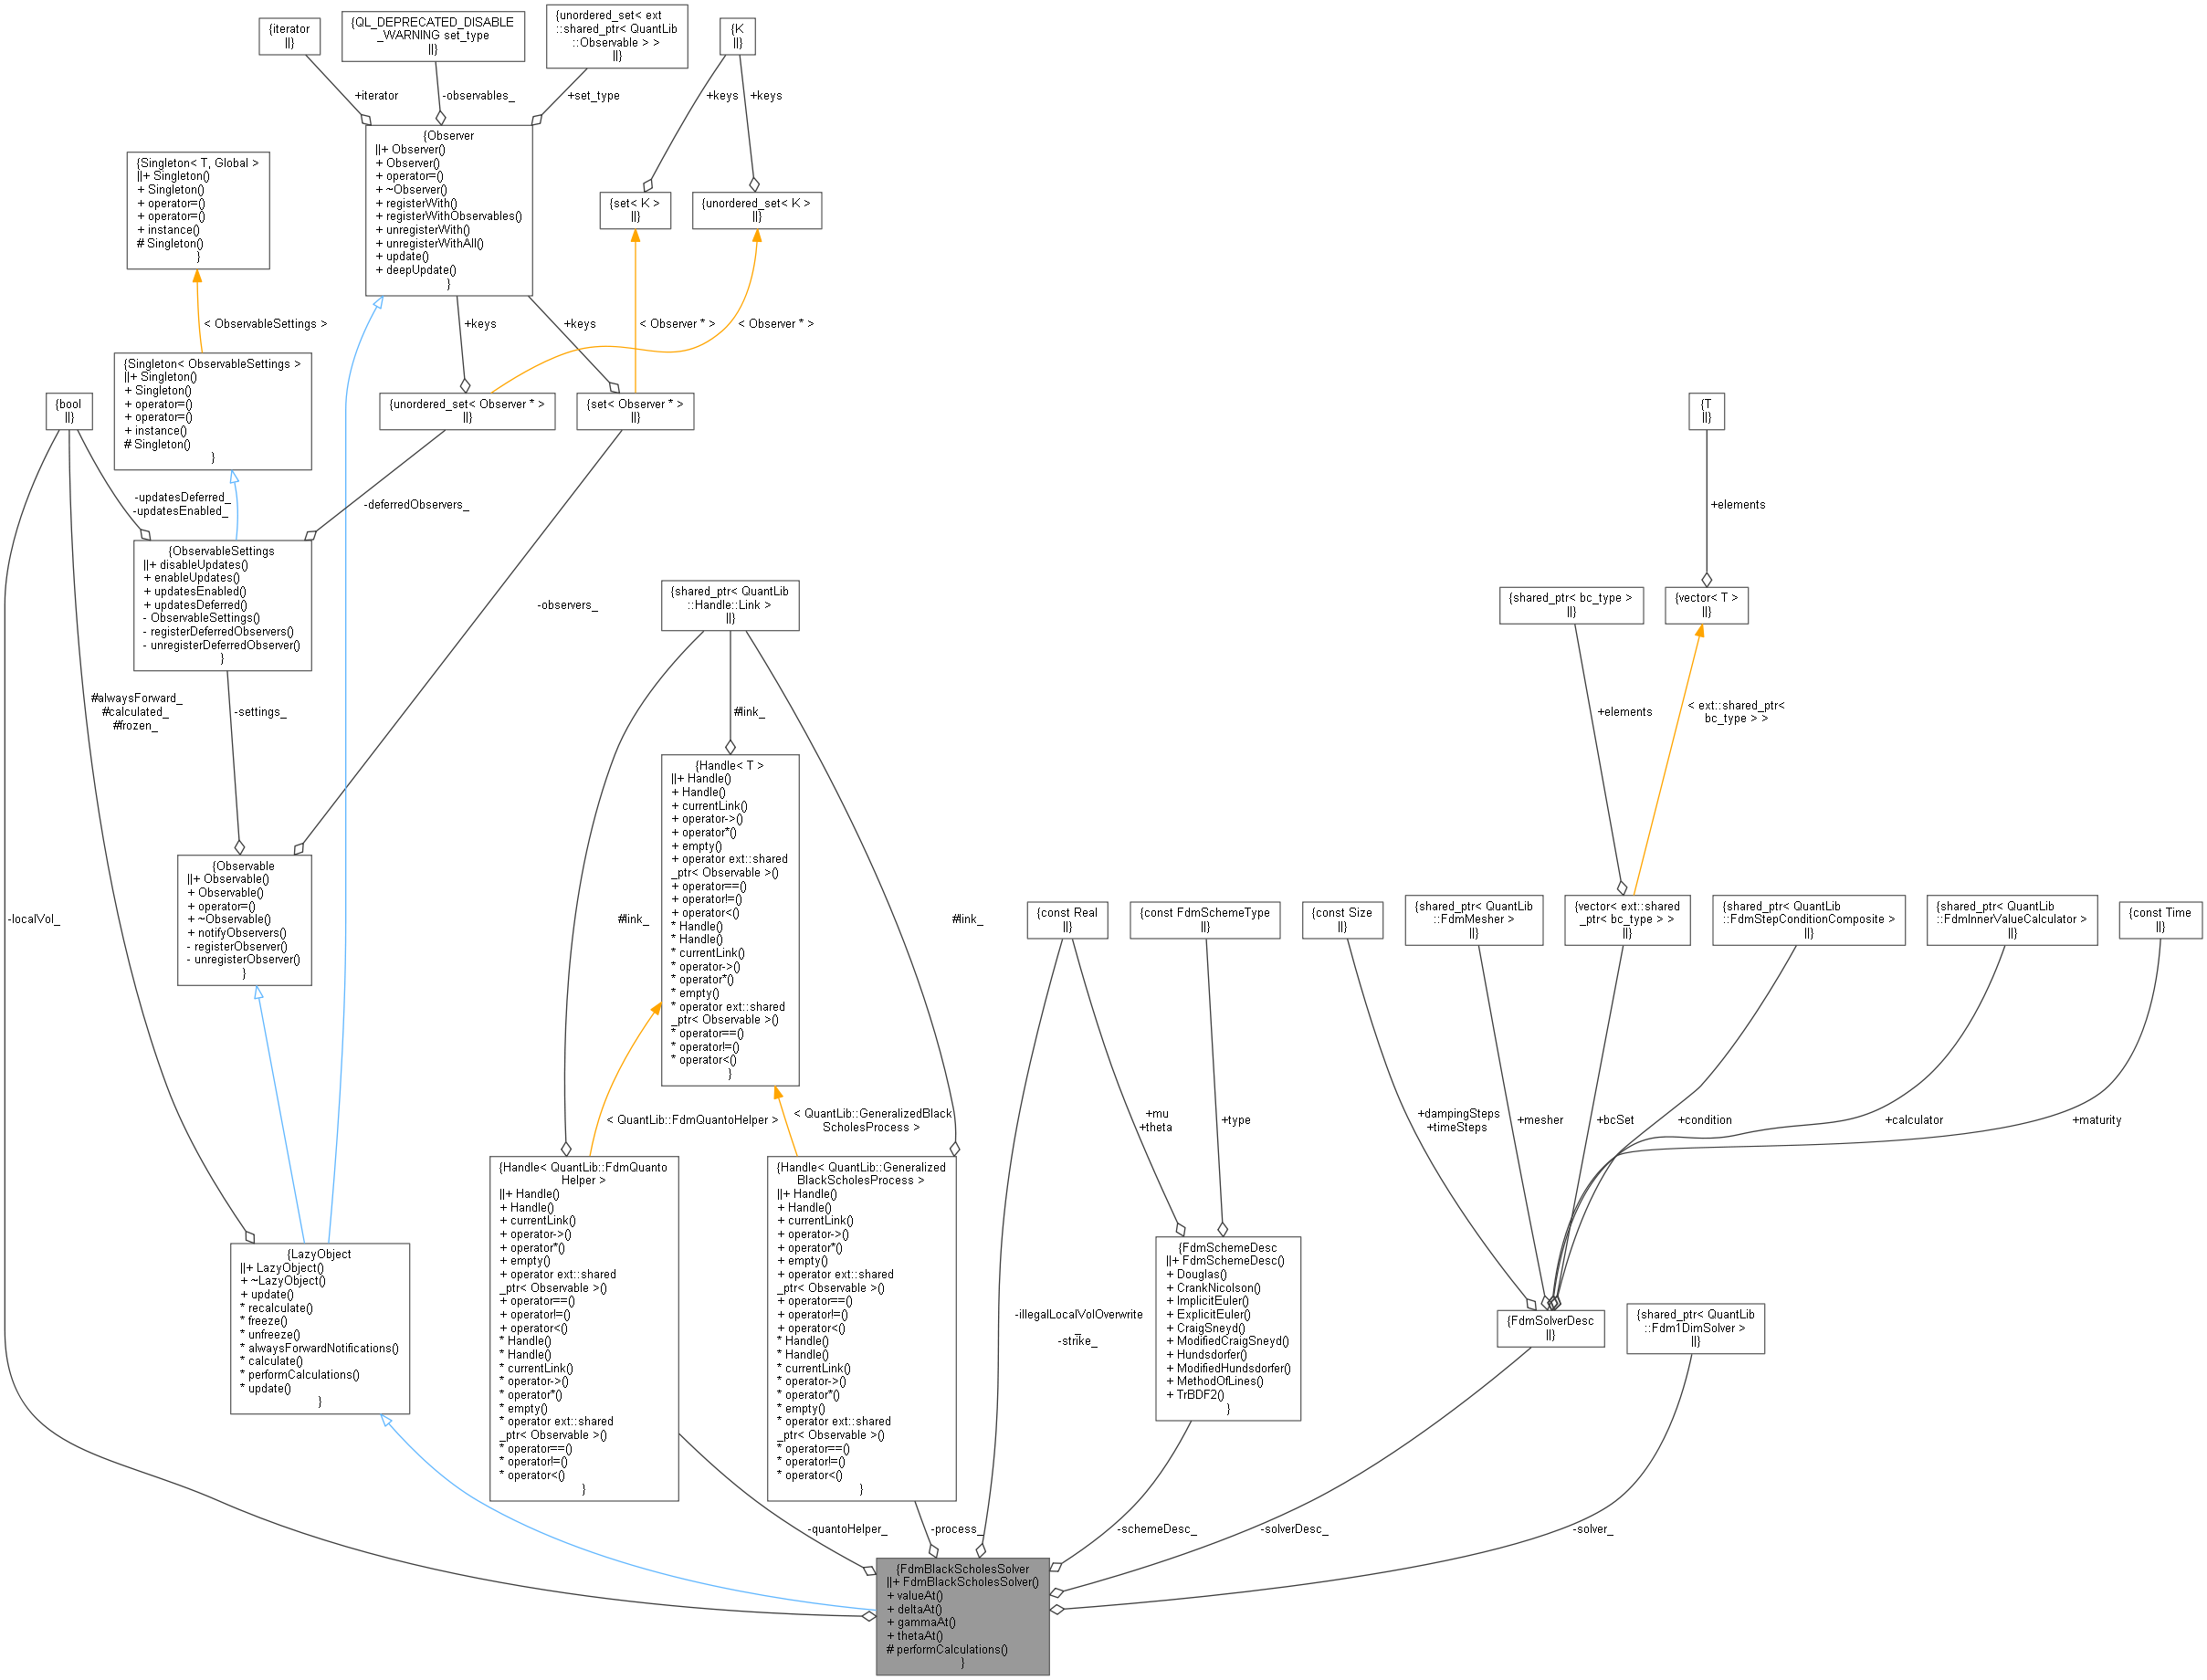 {iterator
||}
{QL_DEPRECATED_DISABLE
_WARNING set_type
||}
{unordered_set< ext
::shared_ptr< QuantLib
::Observable > >
||}
{K
||}
+iterator
-observables_
+set_type
+keys
+keys
{Singleton< T, Global >
||+ Singleton()
+ Singleton()
+ operator=()
+ operator=()
+ instance()
# Singleton()
}
{Observer
||+ Observer()
+ Observer()
+ operator=()
+ ~Observer()
+ registerWith()
+ registerWithObservables()
+ unregisterWith()
+ unregisterWithAll()
+ update()
+ deepUpdate()
}
{set< K >
||}
{unordered_set< K >
||}
< ObservableSettings >
+keys
+keys
< Observer * >
< Observer * >
{bool
||}
{Singleton< ObservableSettings >
||+ Singleton()
+ Singleton()
+ operator=()
+ operator=()
+ instance()
# Singleton()
}
{unordered_set< Observer * >
||}
{set< Observer * >
||}
{T
||}
-updatesDeferred_
-updatesEnabled_
-deferredObservers_
+elements
{ObservableSettings
||+ disableUpdates()
+ enableUpdates()
+ updatesEnabled()
+ updatesDeferred()
- ObservableSettings()
- registerDeferredObservers()
- unregisterDeferredObserver()
}
-observers_
{shared_ptr< QuantLib
::Handle::Link >
||}
{shared_ptr< bc_type >
||}
{vector< T >
||}
#alwaysForward_
#calculated_
#frozen_
-settings_
#link_
+elements
< ext::shared_ptr<
bc_type > >
{Handle< T >
||+ Handle()
+ Handle()
+ currentLink()
+ operator->()
+ operator*()
+ empty()
+ operator ext::shared
_ptr< Observable >()
+ operator==()
+ operator!=()
+ operator<()
* Handle()
* Handle()
* currentLink()
* operator->()
* operator*()
* empty()
* operator ext::shared
_ptr< Observable >()
* operator==()
* operator!=()
* operator<()
}
{Observable
||+ Observable()
+ Observable()
+ operator=()
+ ~Observable()
+ notifyObservers()
- registerObserver()
- unregisterObserver()
}
-localVol_
#link_
#link_
{const Real
||}
{const FdmSchemeType
||}
{const Size
||}
{shared_ptr< QuantLib
::FdmMesher >
||}
{vector< ext::shared
_ptr< bc_type > >
||}
{shared_ptr< QuantLib
::FdmStepConditionComposite >
||}
{shared_ptr< QuantLib
::FdmInnerValueCalculator >
||}
{const Time
||}
< QuantLib::FdmQuantoHelper >
< QuantLib::GeneralizedBlack
ScholesProcess >
+mu
+theta
+type
+dampingSteps
+timeSteps
+mesher
+bcSet
+condition
+calculator
+maturity
{LazyObject
||+ LazyObject()
+ ~LazyObject()
+ update()
* recalculate()
* freeze()
* unfreeze()
* alwaysForwardNotifications()
* calculate()
* performCalculations()
* update()
}
{Handle< QuantLib::FdmQuanto
Helper >
||+ Handle()
+ Handle()
+ currentLink()
+ operator->()
+ operator*()
+ empty()
+ operator ext::shared
_ptr< Observable >()
+ operator==()
+ operator!=()
+ operator<()
* Handle()
* Handle()
* currentLink()
* operator->()
* operator*()
* empty()
* operator ext::shared
_ptr< Observable >()
* operator==()
* operator!=()
* operator<()
}
{Handle< QuantLib::Generalized
BlackScholesProcess >
||+ Handle()
+ Handle()
+ currentLink()
+ operator->()
+ operator*()
+ empty()
+ operator ext::shared
_ptr< Observable >()
+ operator==()
+ operator!=()
+ operator<()
* Handle()
* Handle()
* currentLink()
* operator->()
* operator*()
* empty()
* operator ext::shared
_ptr< Observable >()
* operator==()
* operator!=()
* operator<()
}
-illegalLocalVolOverwrite
_
-strike_
{FdmSchemeDesc
||+ FdmSchemeDesc()
+ Douglas()
+ CrankNicolson()
+ ImplicitEuler()
+ ExplicitEuler()
+ CraigSneyd()
+ ModifiedCraigSneyd()
+ Hundsdorfer()
+ ModifiedHundsdorfer()
+ MethodOfLines()
+ TrBDF2()
}
{FdmSolverDesc
||}
{shared_ptr< QuantLib
::Fdm1DimSolver >
||}
-quantoHelper_
-process_
-schemeDesc_
-solverDesc_
-solver_
{FdmBlackScholesSolver
||+ FdmBlackScholesSolver()
+ valueAt()
+ deltaAt()
+ gammaAt()
+ thetaAt()
# performCalculations()
}